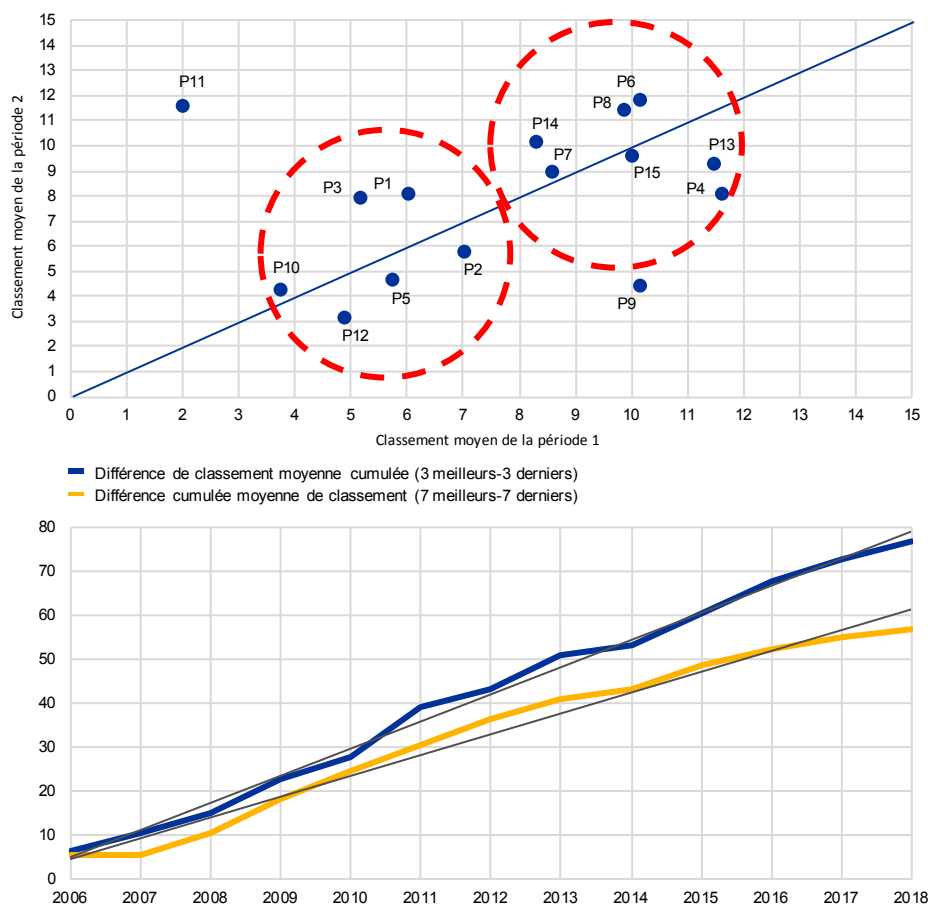 Classement moyen de la période 2
15
14
13
12
11
10
9
8
7
6
5
4
3
2
1
0
P11
P6
P8
P14
P7
P15
P13
P4
P3
P1
P2
P10
P5
P12
P9
0 1 2 3 4 5 6 7 8 9 10 11 12 13 14 15
Classement moyen de la période 1
Différence de classement moyenne cumulée (3 meilleurs-3 derniers)
Différence cumulée moyenne de classement (7 meilleurs-7 derniers)
80
70
60
50
40
30
20
10
0
2006 2007 2008 2009 2010 2011 2012 2013 2014 2015 2016 2017 2018